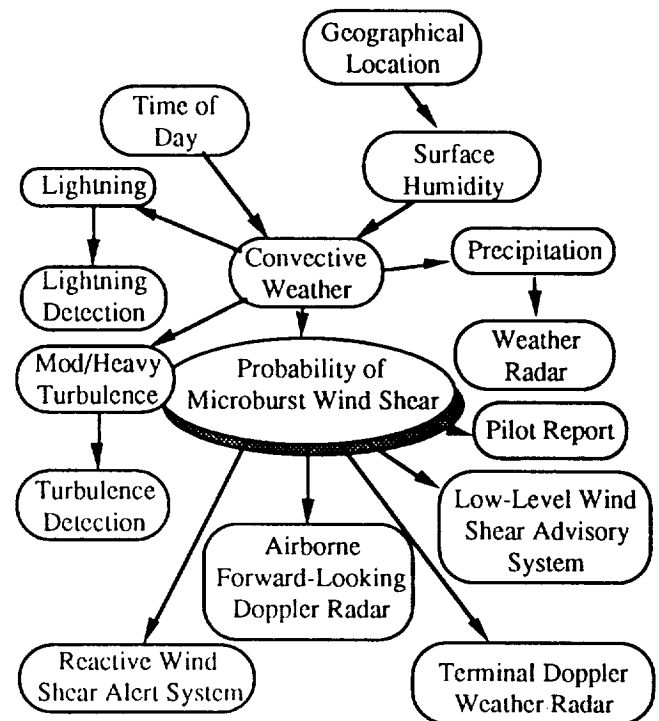 Geographical
Location
Time of
Day
Surface
Humidity
Lightning
Precipitation
Convective
Weather
Lightning
Detection
Weather
Radar
Mod/Heavy
Turbulence
Probability of
Microburst Wind Shear
Pilot Report
Turbulence
Detection
Low-Level Wind
Shear Advisory
System
Airborne
Forward-Looking
Doppler Radar
Reactive Wind
Shear Alert System
Terminal Doppler
Weather Radar